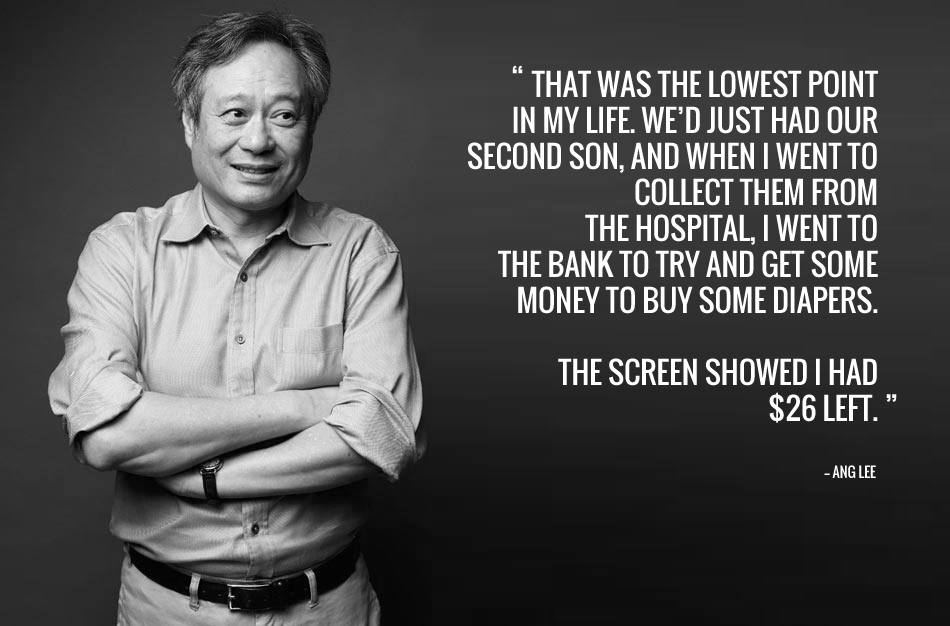 “ THAT WAS THE LOWEST POINT
IN MY LIFE. WE’D JUST HAD OUR
SECOND SON, AND WHEN I WENT TO
COLLECT THEM FROM
THE HOSPITAL, I WENT TO
THE BANK TO TRY AND GET SOME
MONEY TO BUY SOME DIAPERS.
THE SCREEN SHOWED I HAD
$26 LEFT. ”
– ANG LEE